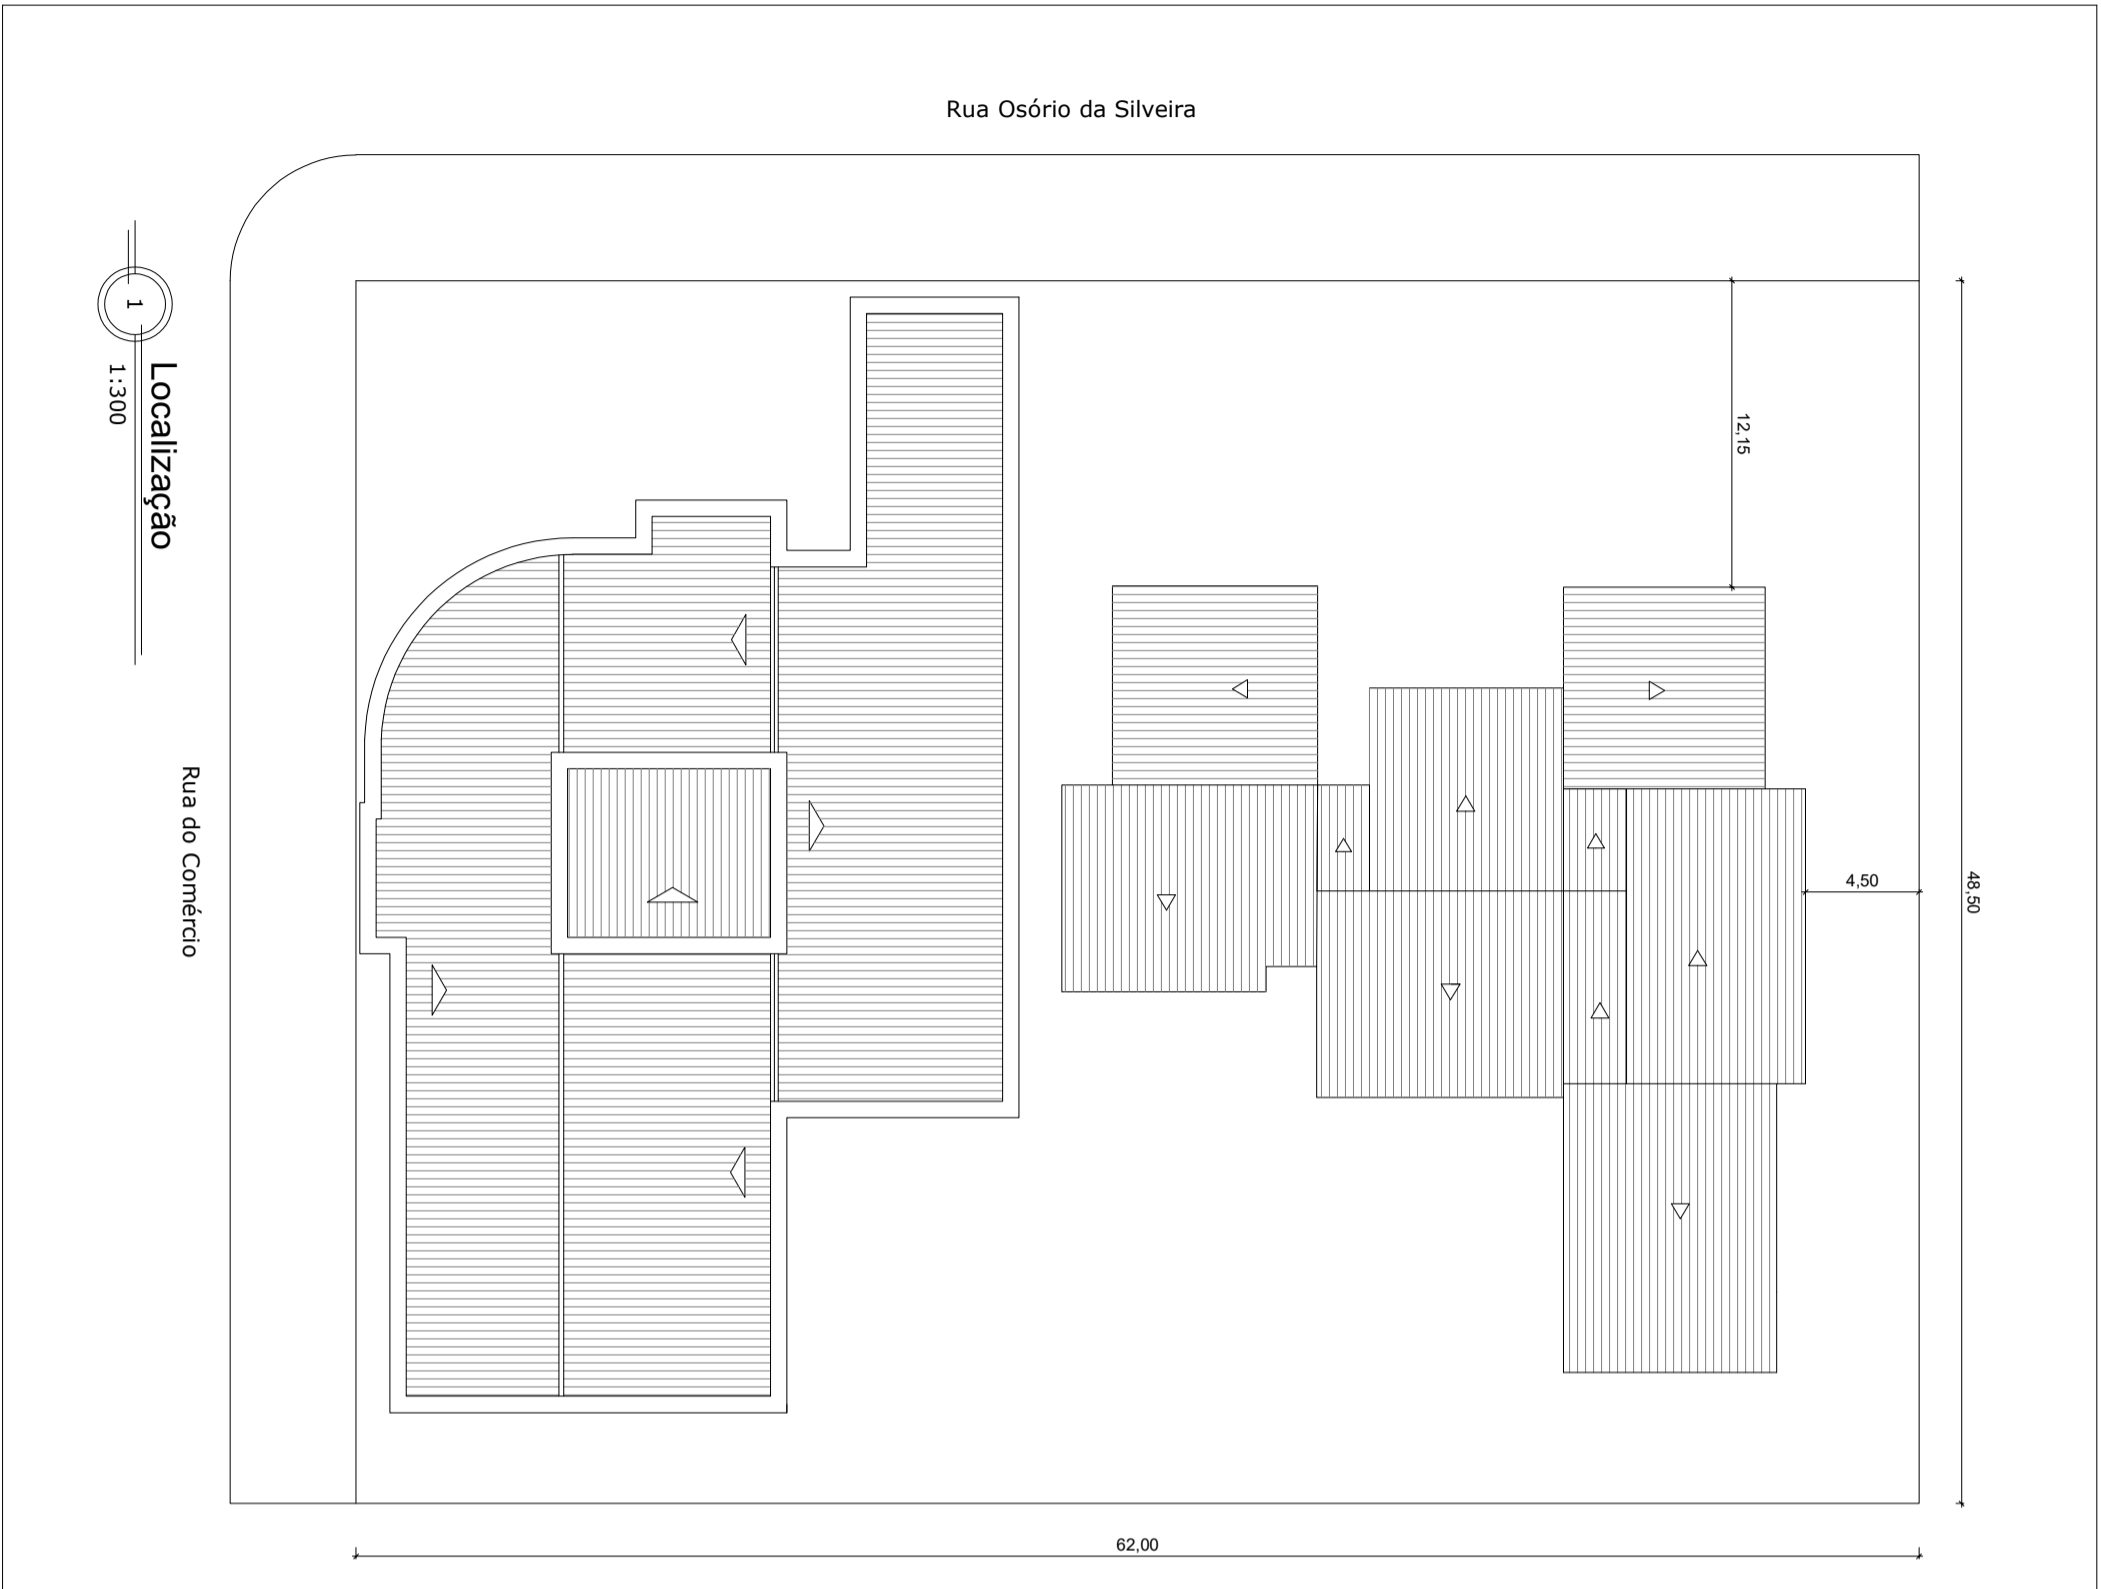 Rua Osório da Silveira
1
Localização
1:300
12,15
Rua do Comércio
4,50
48,50
62,00